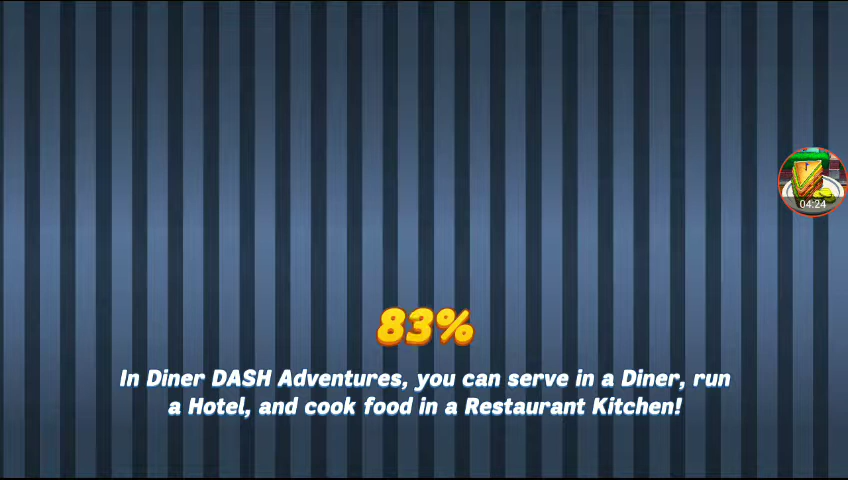 04:24
83%
In Diner DASH Adventures, you can serve in a Diner, run
a Hotel, and cook food in a Restaurant Kitchen!